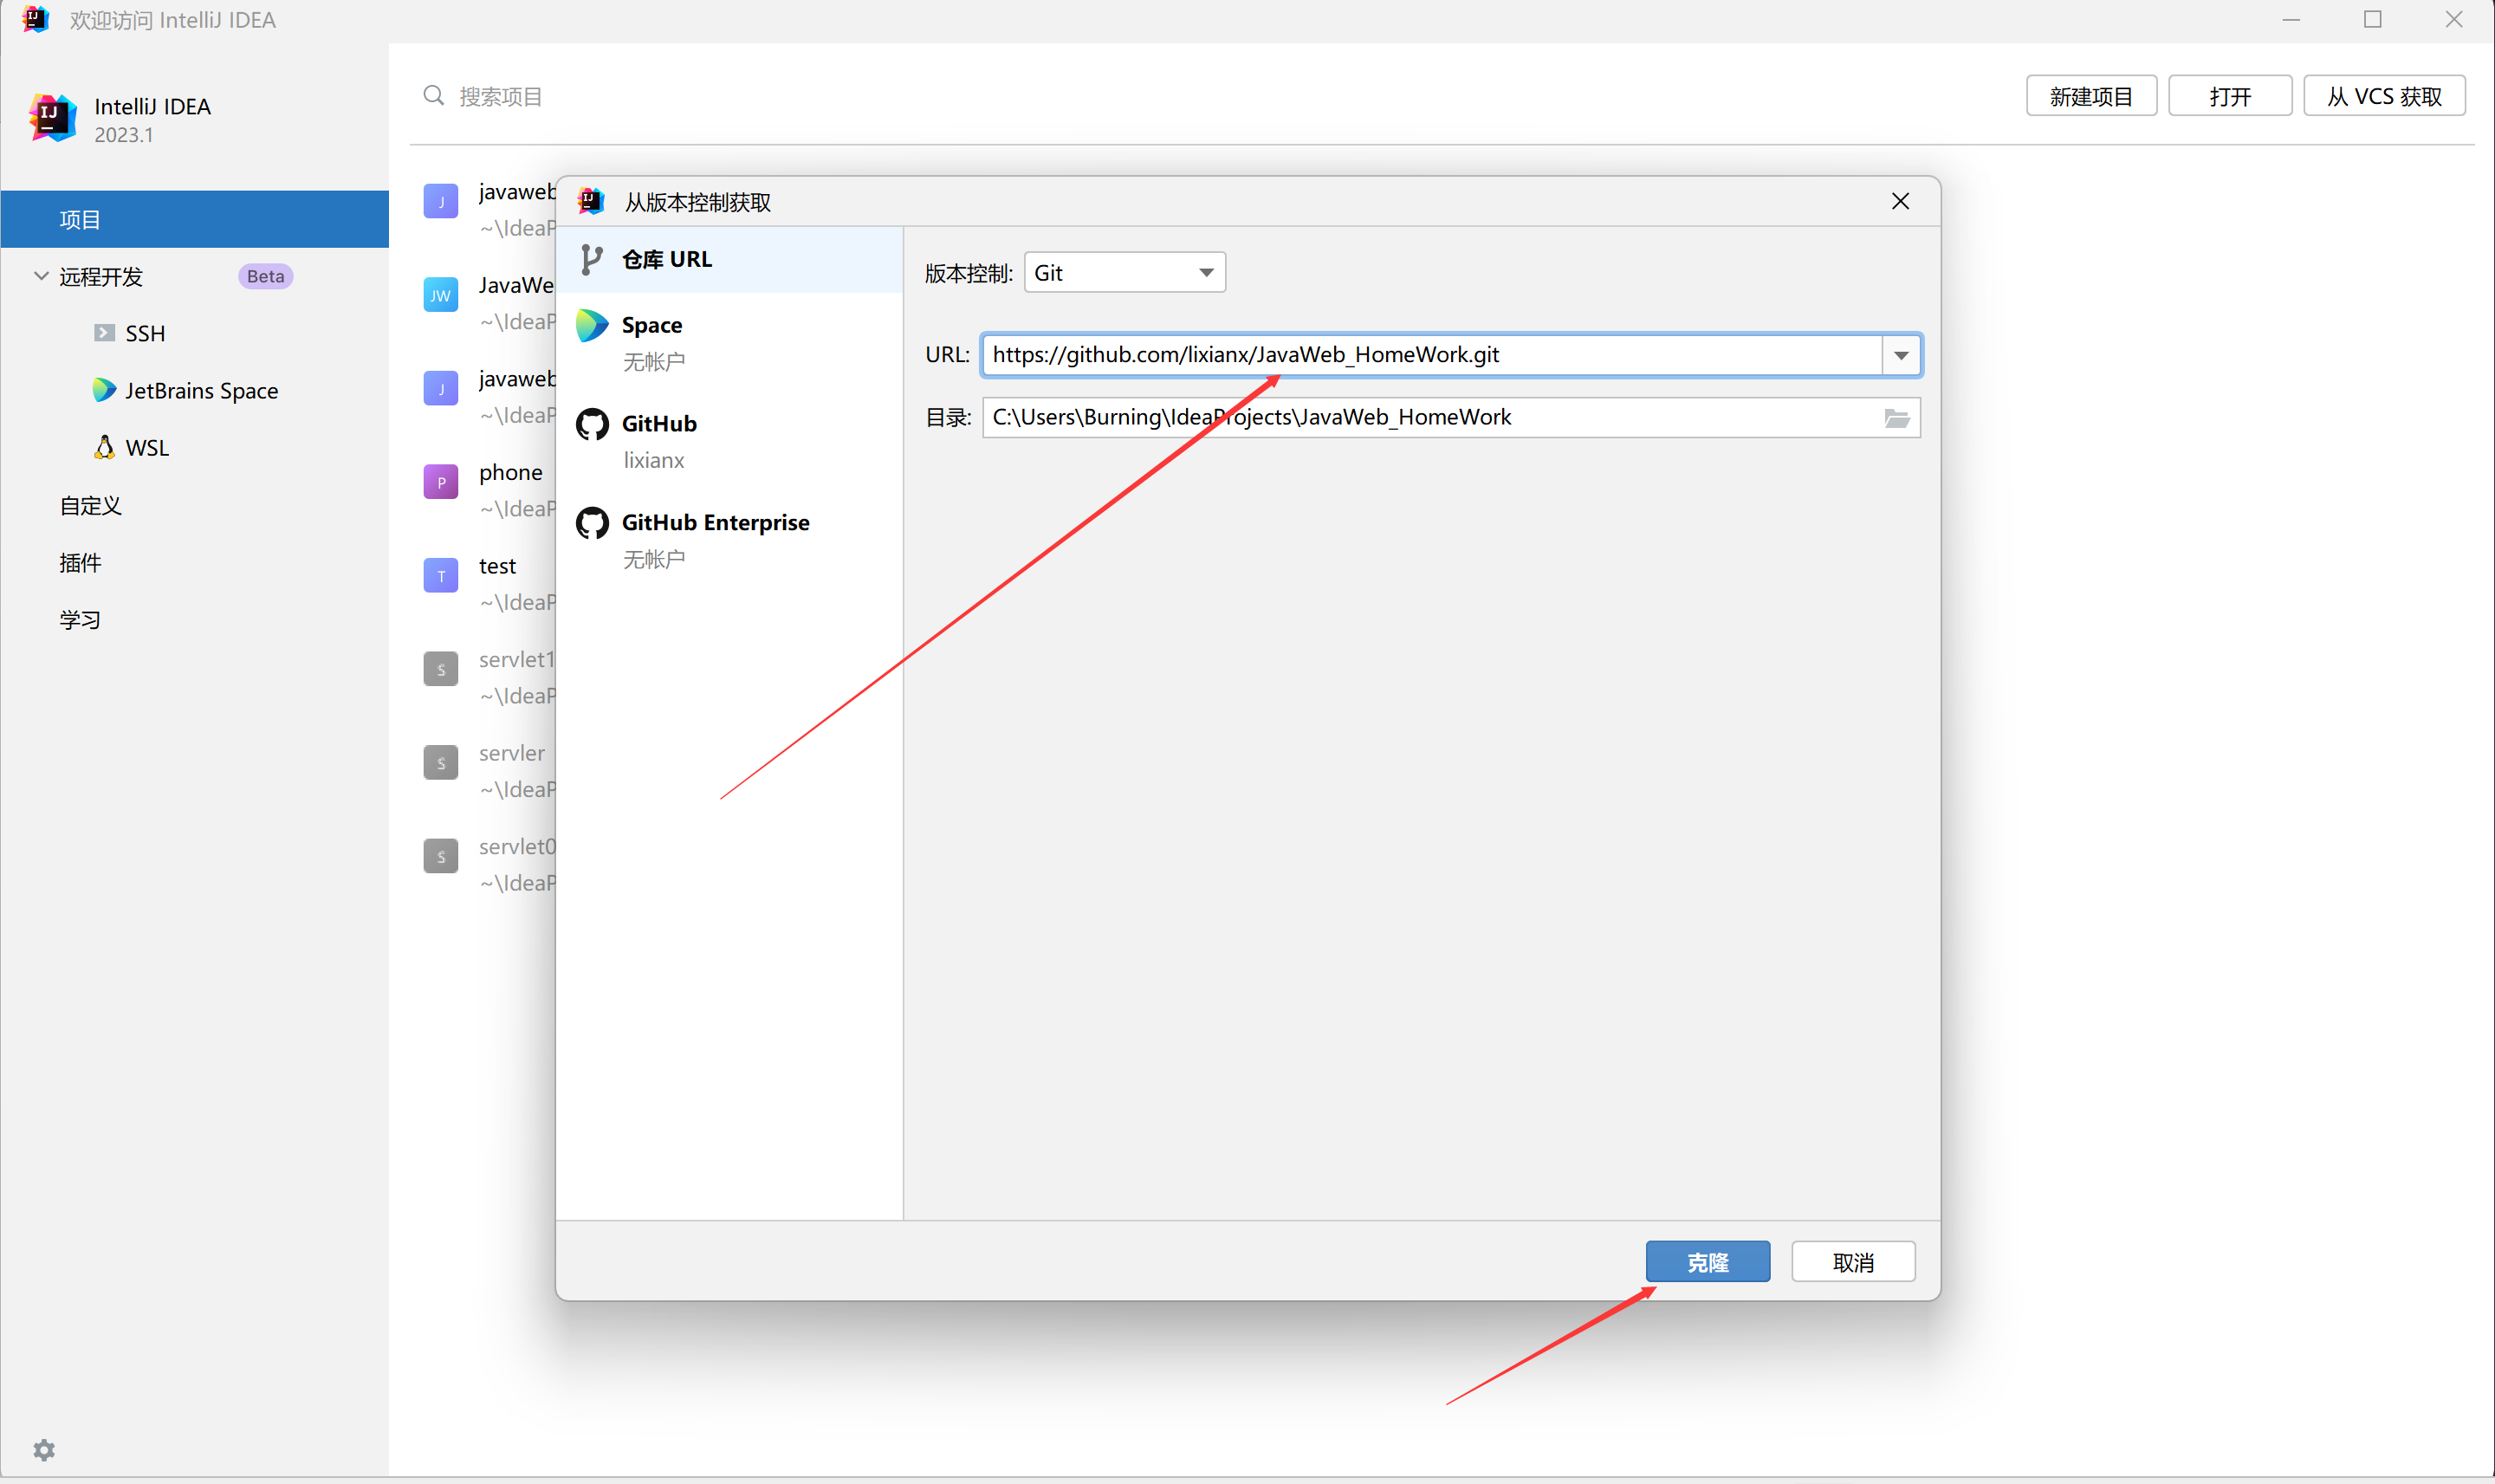 欢迎访问 IntelliJ IDEA
IntelliJ IDEA
2023.1
项目
远程开发
Beta
SSH
JetBrains Space
WSL
自定义
插件
学习
搜索项目
新建项目
打开
从 VCS 获取
J
javaweb
~\IdeaP
JW
JavaWe
~\IdeaP
J
javaweb
~\IdeaP
P
phone
~\IdeaP
T
test
~\IdeaP
S
servlet1
~\IdeaP
S
servler
~\IdeaP
S
servlet0
~\IdeaP
从版本控制获取
仓库 URL
Space
无帐户
GitHub
lixianx
GitHub Enterprise
无帐户
版本控制:
Git
URL:
https://github.com/lixianx/JavaWeb_HomeWork.git
目录:
C:\Users\Burning\IdeaProjects\JavaWeb_HomeWork
克隆
取消